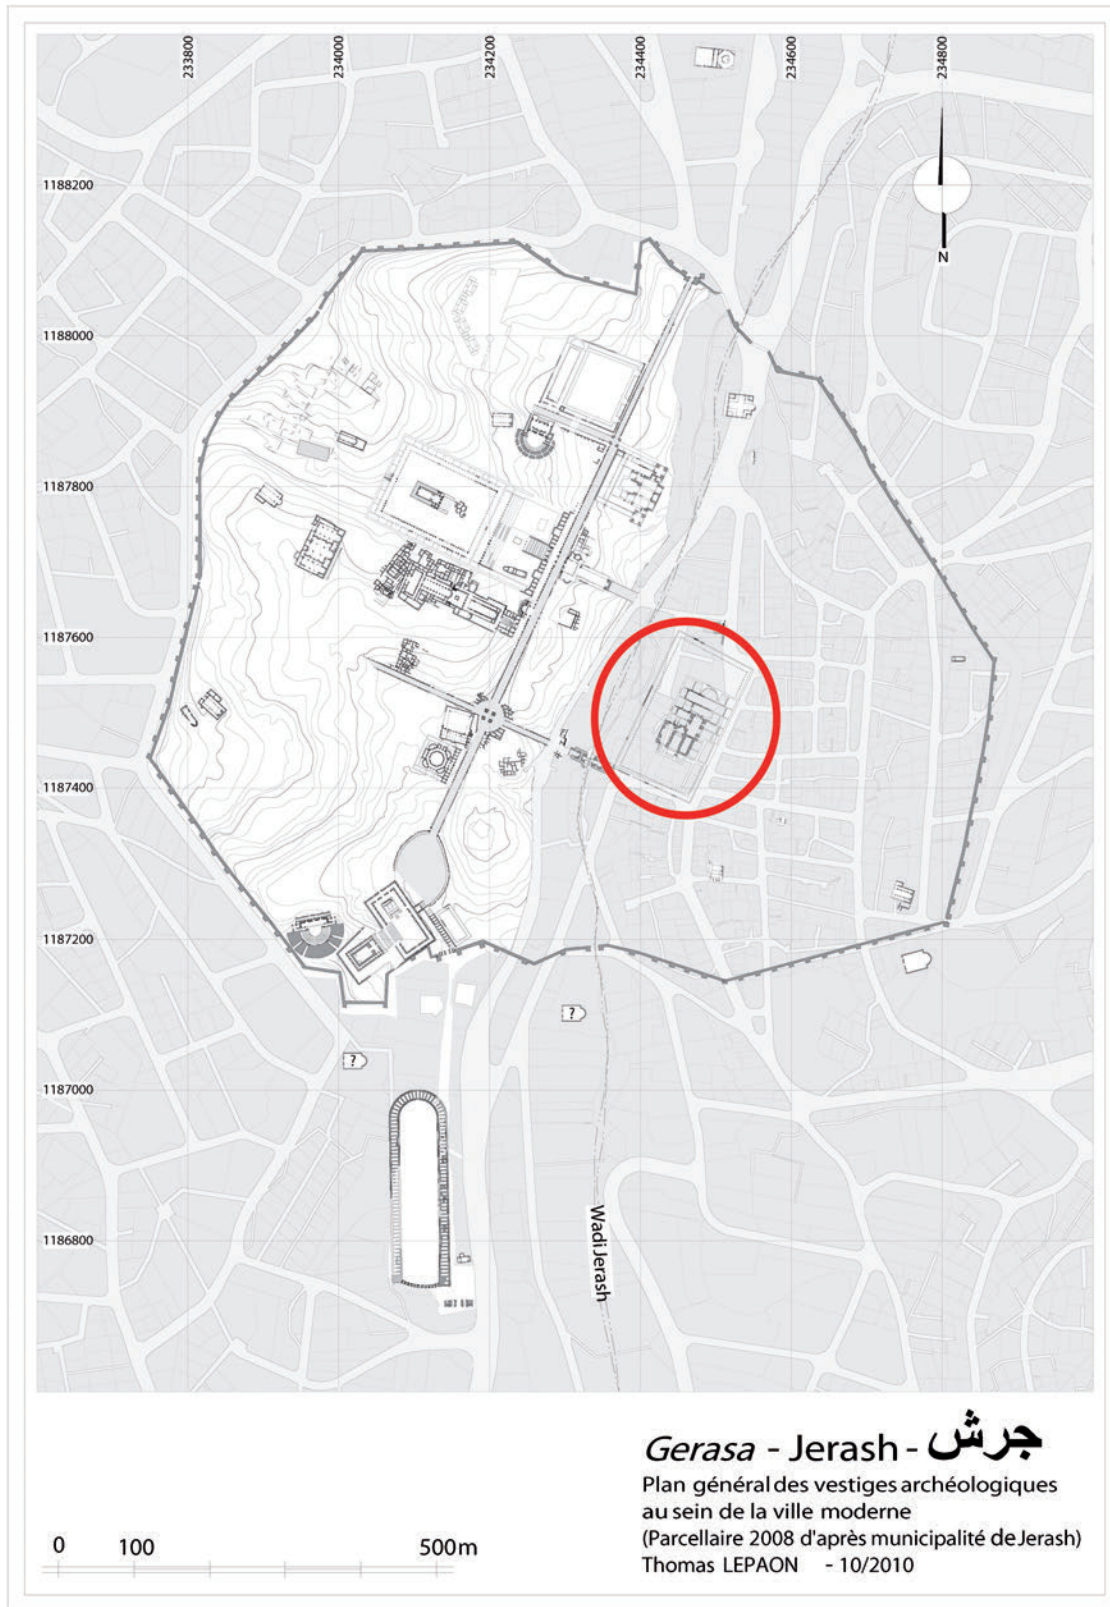 233800
234000
234200
234400
234600
234800
1188200
N
1188000
1187800
1187600
1187400
1187200
?
?
1187000
1186800
Wadi Jerash
Gerasa - Jerash - جرش
Plan général des vestiges archéologiques
au sein de la ville moderne
(Parcellaire 2008 d'après municipalité de Jerash)
Thomas LEPAON - 10/2010
0 100 500m